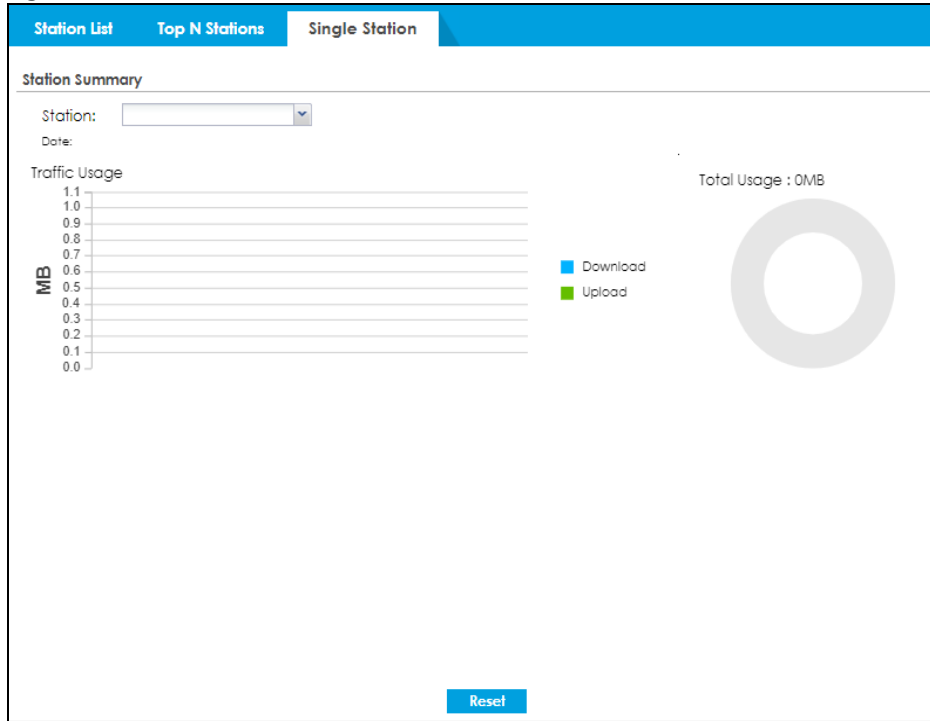 Station List Top N Stations Single Station
Station Summary
Station:
Date:
Traffic Usage
Total Usage : 0MB
1.1
1.0
0.9
0.8
0.7
0.6
0.5
0.4
0.3
0.2
0.1
0.0
MB
Download
Upload
Reset